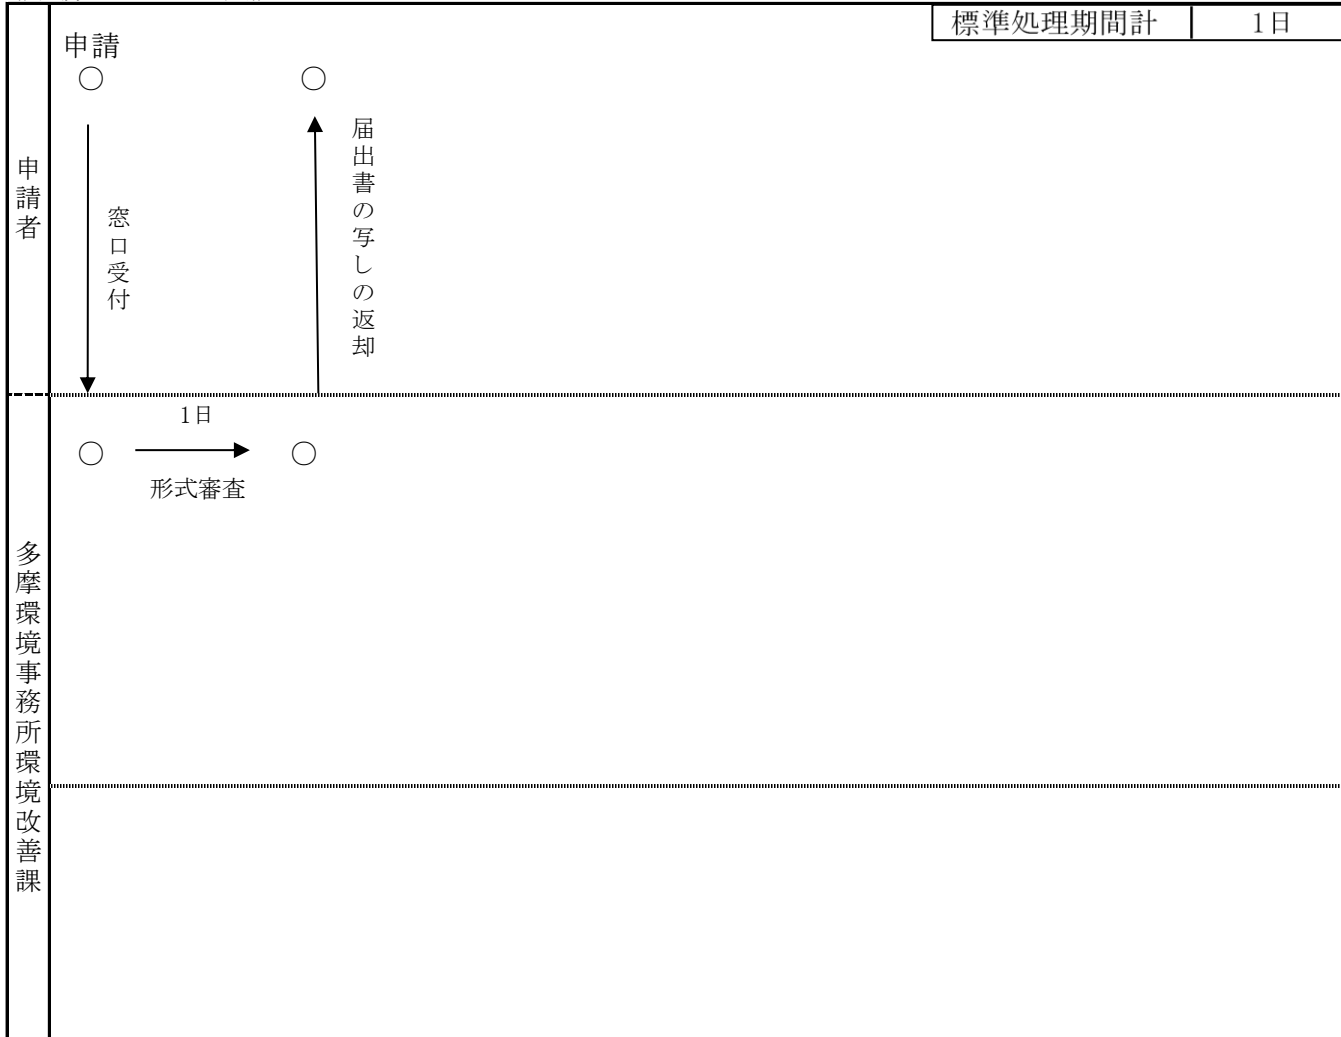 標準処理期間計 1日
申請
○ ○
申請者
窓口受付
届出書の写しの返却
1日
○ ○
形式審査
多摩環境事務所環境改善課